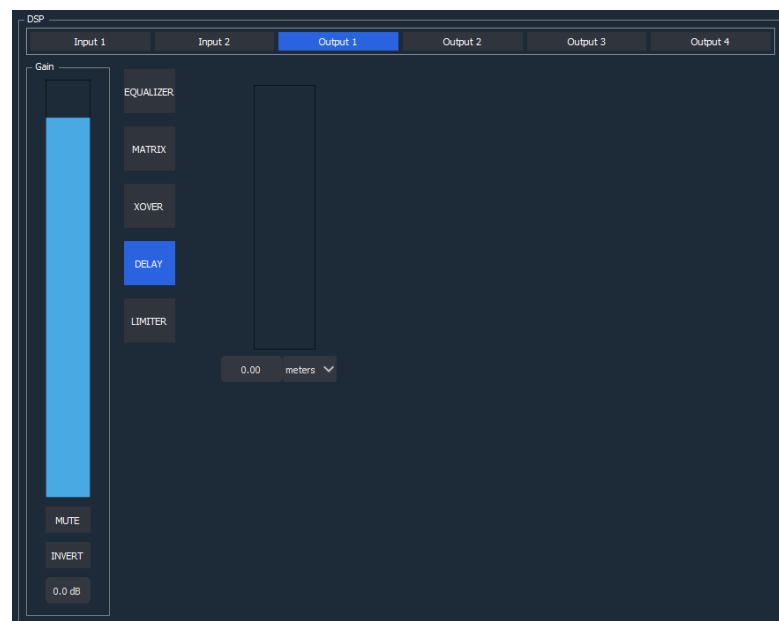 DSP
Input 1 Input 2 Output 1 Output 2 Output 3 Output 4
Gain
EQUALIZER
MATRIX
XOVER
DELAY
LIMITER
0.00 meters
MUTE
INVERT
0.0 dB